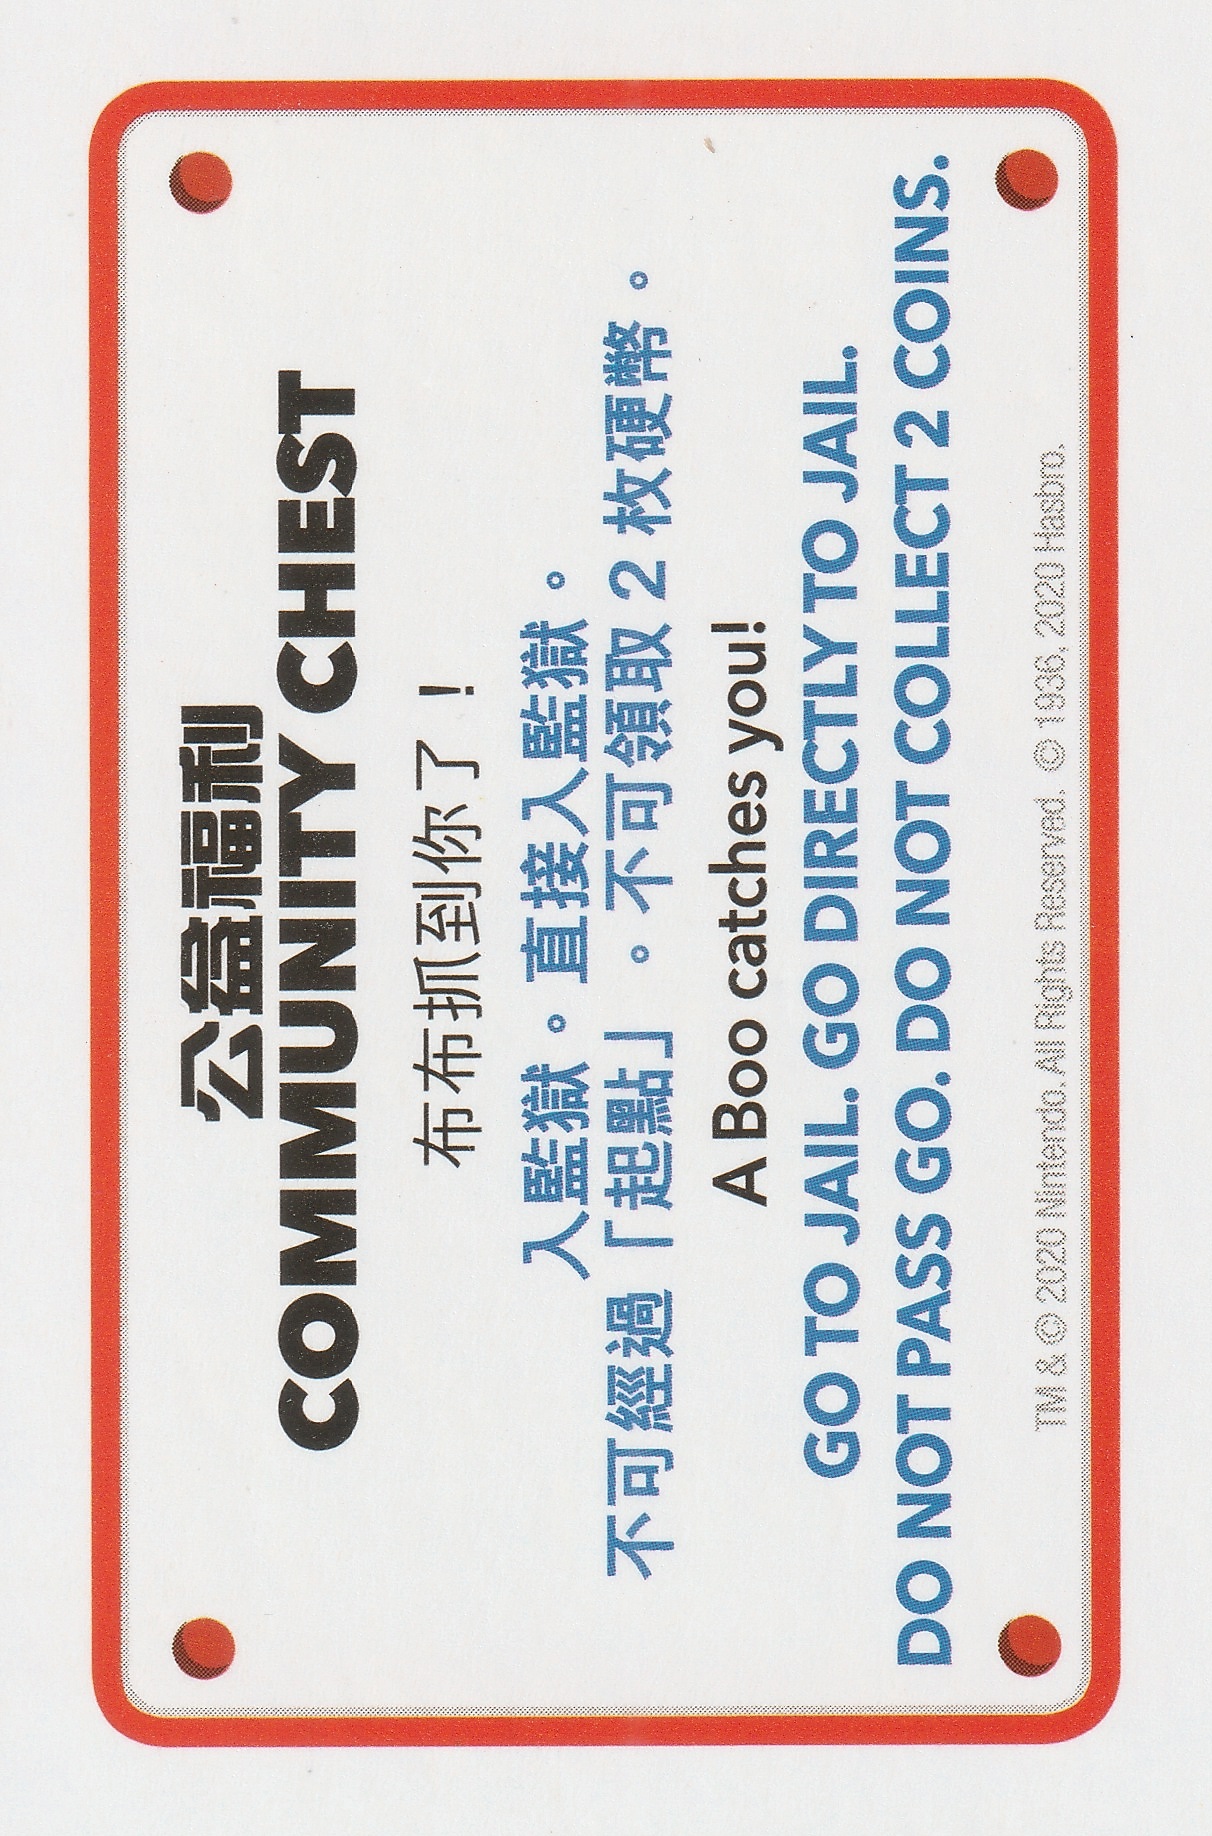 公益福利
COMMUNITY CHEST
布布抓到你了！
入監獄。直接入監獄。
不可經過「起點」。不可領取 2 枚硬幣。
A Boo catches you!
GO TO JAIL. GO DIRECTLY TO JAIL.
DO NOT PASS GO. DO NOT COLLECT 2 COINS.
TM & © 2020 Nintendo. All Rights Reserved. © 1936, 2020 Hasbro.